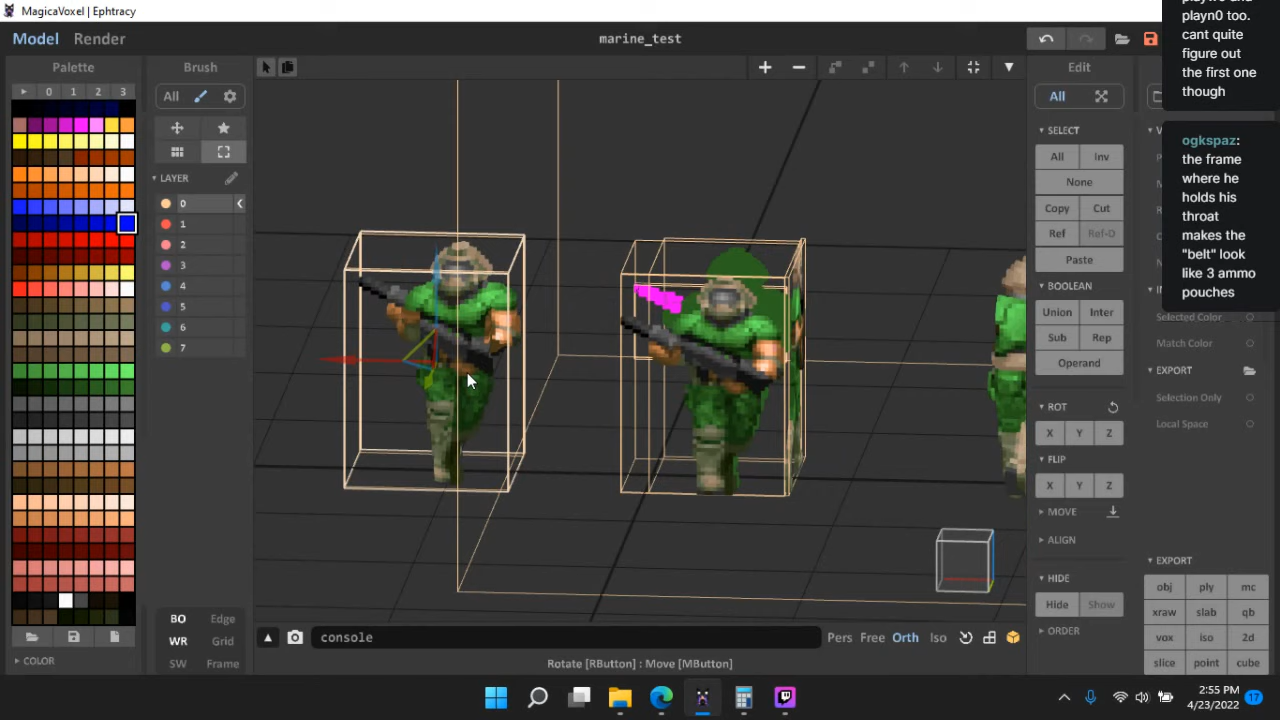 MagicaVoxel | Ephtracy
Model Render
marine_test
Palette
0 1 2 3
COLOR
Brush
All
LAYER
0
1
2
3
4
5
6
7
BO Edge
WR Grid
SW Frame
console
Pers Free Orth Iso
Rotate [RButton] : Move [MButton]
Edit
All
SELECT
All Inv
None
Copy Cut
Ref Ref-D
Paste
BOOLEAN
Union Inter
Sub Rep
Operand
ROT
X Y Z
FLIP
X Y Z
MOVE
ALIGN
HIDE
Hide Show
ORDER
playn0 too.
cant quite
figure out
the first one
though
ogkspaz:
the frame
where he
holds his
throat
makes the
"belt" look
like 3 ammo
pouches
Selected Color
Match Color
EXPORT
Selection Only
Local Space
EXPORT
obj ply mc
xraw slab qb
vox iso 2d
slice point cube
2:55 PM
4/23/2022
17